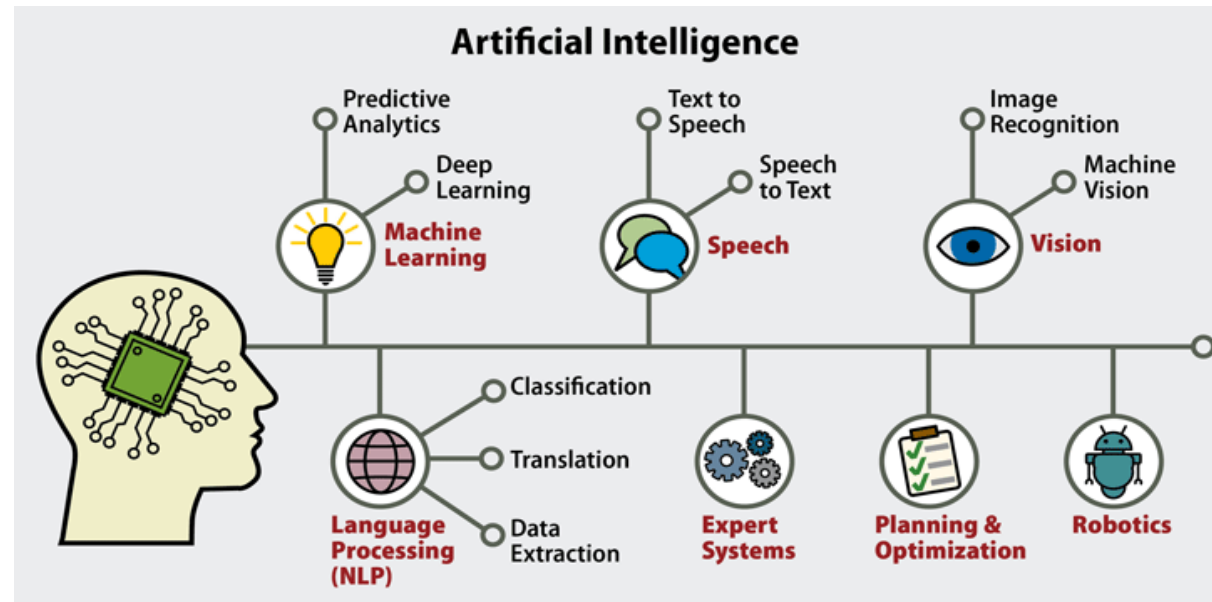 Artificial Intelligence
Predictive
Analytics
Deep
Learning
Machine
Learning
Text to
Speech
Speech
to Text
Speech
Image
Recognition
Machine
Vision
Vision
Classification
Translation
Data
Extraction
Language
Processing
(NLP)
Expert
Systems
Planning &
Optimization
Robotics